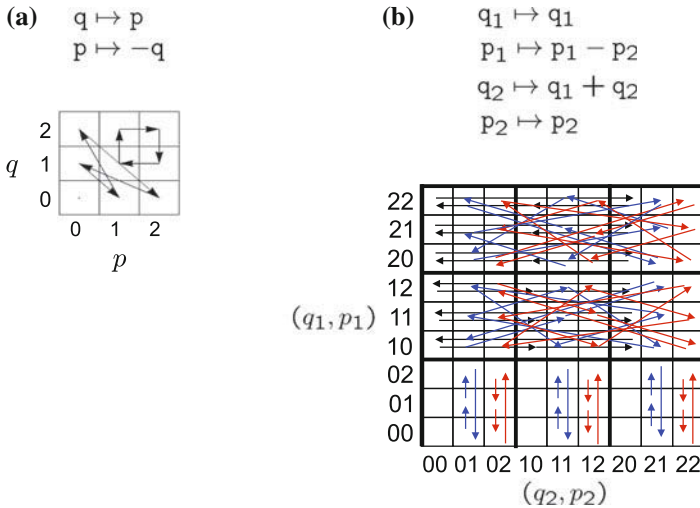 (a)
q ↦ p
p ↦ −q
2
q 1
0
0 1 2
p
(b)
q₁ ↦ q₁
p₁ ↦ p₁ − p₂
q₂ ↦ q₁ + q₂
p₂ ↦ p₂
22
21
20
12
(q₁, p₁) 11
10
02
01
00
00 01 02 10 11 12 20 21 22
(q₂, p₂)